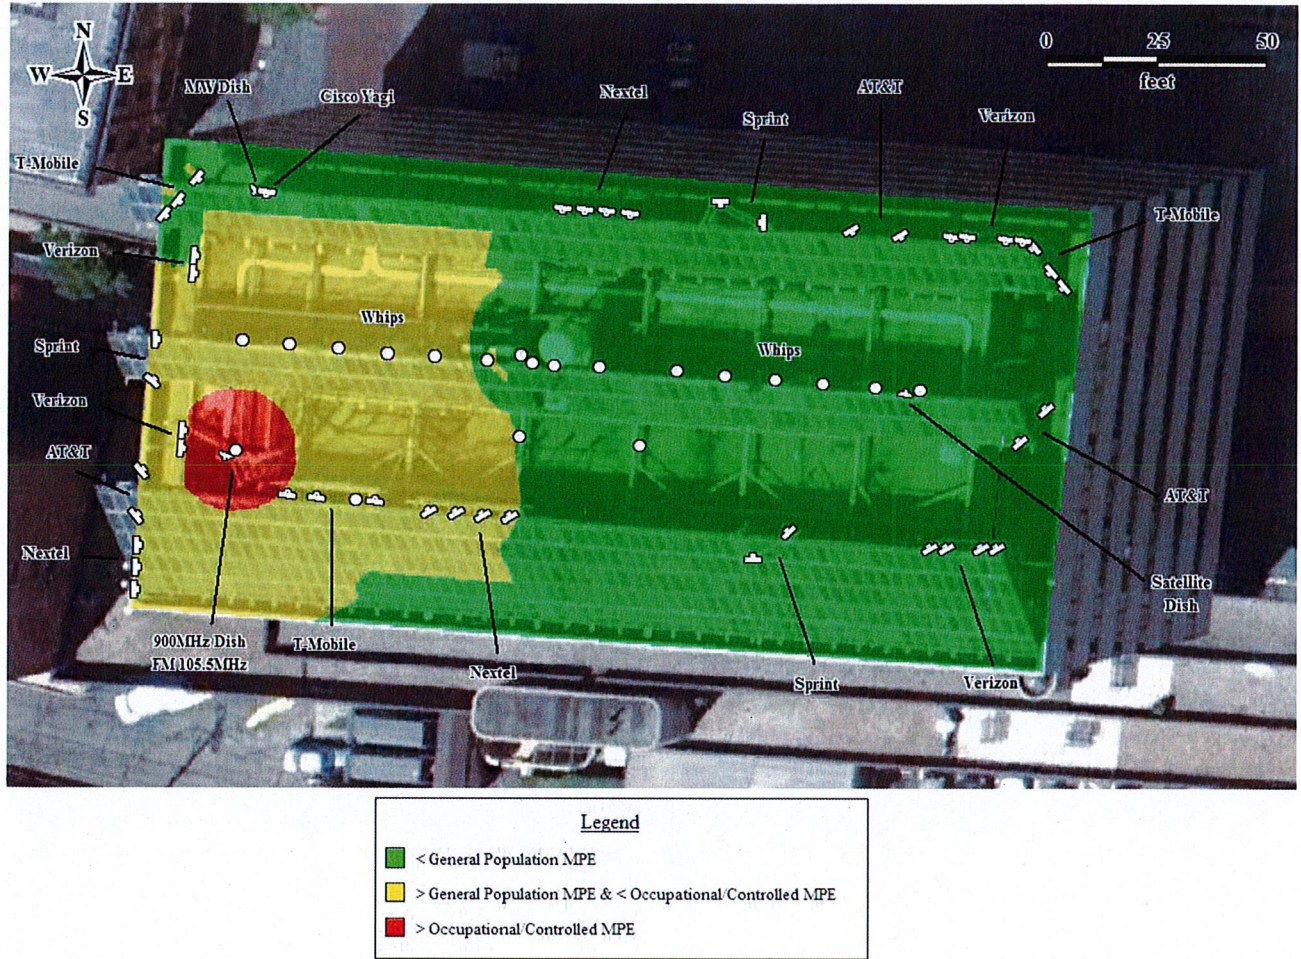 N
W E
S
0 25 50
feet
MW Dish
Cisco Yagi
Nextel
AT&T
Sprint
Verizon
T-Mobile
T-Mobile
Verizon
Whips
Sprint
Whips
Verizon
AT&T
AT&T
Nextel
Satellite
Dish
900MHz Dish
FM 105.5MHz
T-Mobile
Nextel
Sprint
Verizon
Legend
< General Population MPE
> General Population MPE & < Occupational/Controlled MPE
> Occupational/Controlled MPE